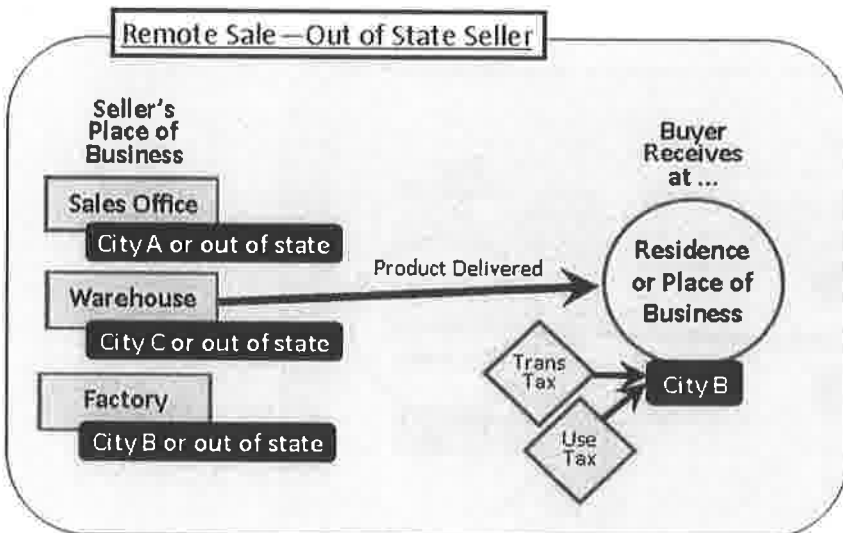 Remote Sale—Out of State Seller
Seller's
Place of
Business
Sales Office
City A or out of state
Warehouse
City C or out of state
Factory
City B or out of state
Product Delivered
Buyer
Receives
at ...
Residence
or Place of
Business
City B
Trans
Tax
Use
Tax